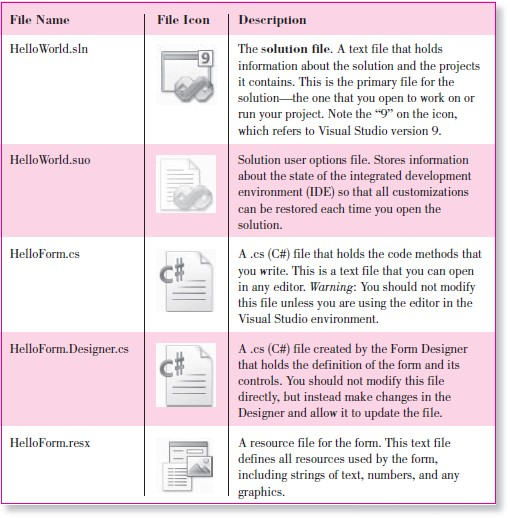 File Name File Icon Description
HelloWorld.sln
9
The solution file. A text file that holds
information about the solution and the projects
it contains. This is the primary file for the
solution—the one that you open to work on or
run your project. Note the “9” on the icon,
which refers to Visual Studio version 9.
HelloWorld.suo
Solution user options file. Stores information
about the state of the integrated development
environment (IDE) so that all customizations
can be restored each time you open the
solution.
HelloForm.cs
C#
A .cs (C#) file that holds the code methods that
you write. This is a text file that you can open
in any editor. Warning: You should not modify
this file unless you are using the editor in the
Visual Studio environment.
HelloForm.Designer.cs
C#
A .cs (C#) file created by the Form Designer
that holds the definition of the form and its
controls. You should not modify this file
directly, but instead make changes in the
Designer and allow it to update the file.
HelloForm.resx
A resource file for the form. This text file
defines all resources used by the form,
including strings of text, numbers, and any
graphics.